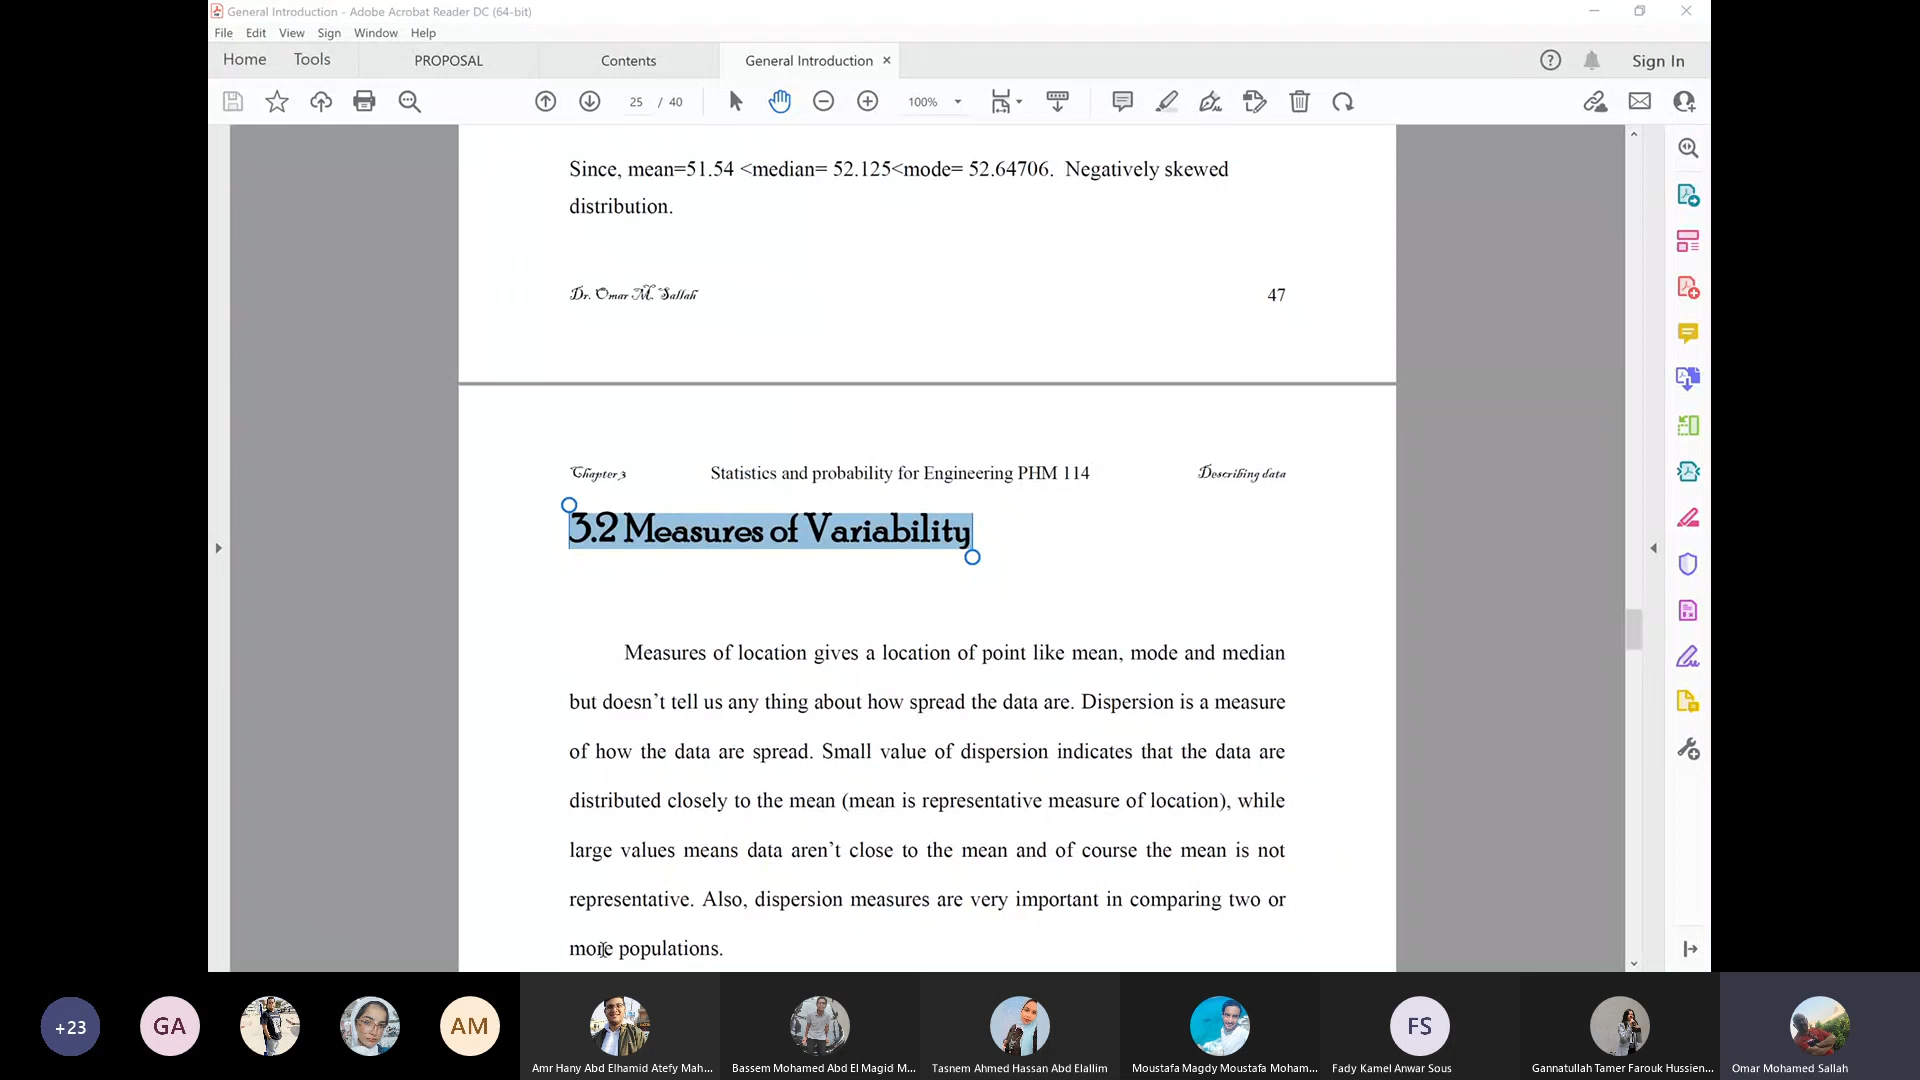 General Introduction - Adobe Acrobat Reader DC (64-bit)
File Edit View Sign Window Help
Home Tools PROPOSAL Contents General Introduction × Sign In
25 / 40 100%
Since, mean=51.54 <median= 52.125<mode= 52.64706. Negatively skewed
distribution.
Dr. Omar M. Sallah 47
Chapter 3 Statistics and probability for Engineering PHM 114 Describing data
3.2 Measures of Variability
Measures of location gives a location of point like mean, mode and median
but doesn’t tell us any thing about how spread the data are. Dispersion is a measure
of how the data are spread. Small value of dispersion indicates that the data are
distributed closely to the mean (mean is representative measure of location), while
large values means data aren’t close to the mean and of course the mean is not
representative. Also, dispersion measures are very important in comparing two or
more populations.
+23 GA AM FS
Amr Hany Abd Elhamid Atefy Mah... Bassem Mohamed Abd El Magid M... Tasnem Ahmed Hassan Abd Elallim Moustafa Magdy Moustafa Moham... Fady Kamel Anwar Sous Gannatullah Tamer Farouk Hussien... Omar Mohamed Sallah